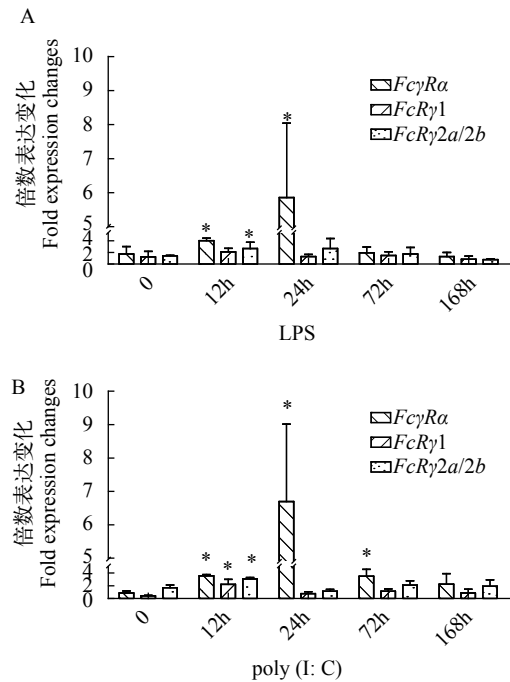 A
倍数表达变化
Fold expression changes
10
9
8
7
6
5
4
2
0
FcγRα
FcRγ1
FcRγ2a/2b
*
*
*
0
12h
24h
72h
168h
LPS
B
倍数表达变化
Fold expression changes
10
9
8
7
6
5
4
2
0
FcγRα
FcRγ1
FcRγ2a/2b
*
*
*
*
*
0
12h
24h
72h
168h
poly (I: C)